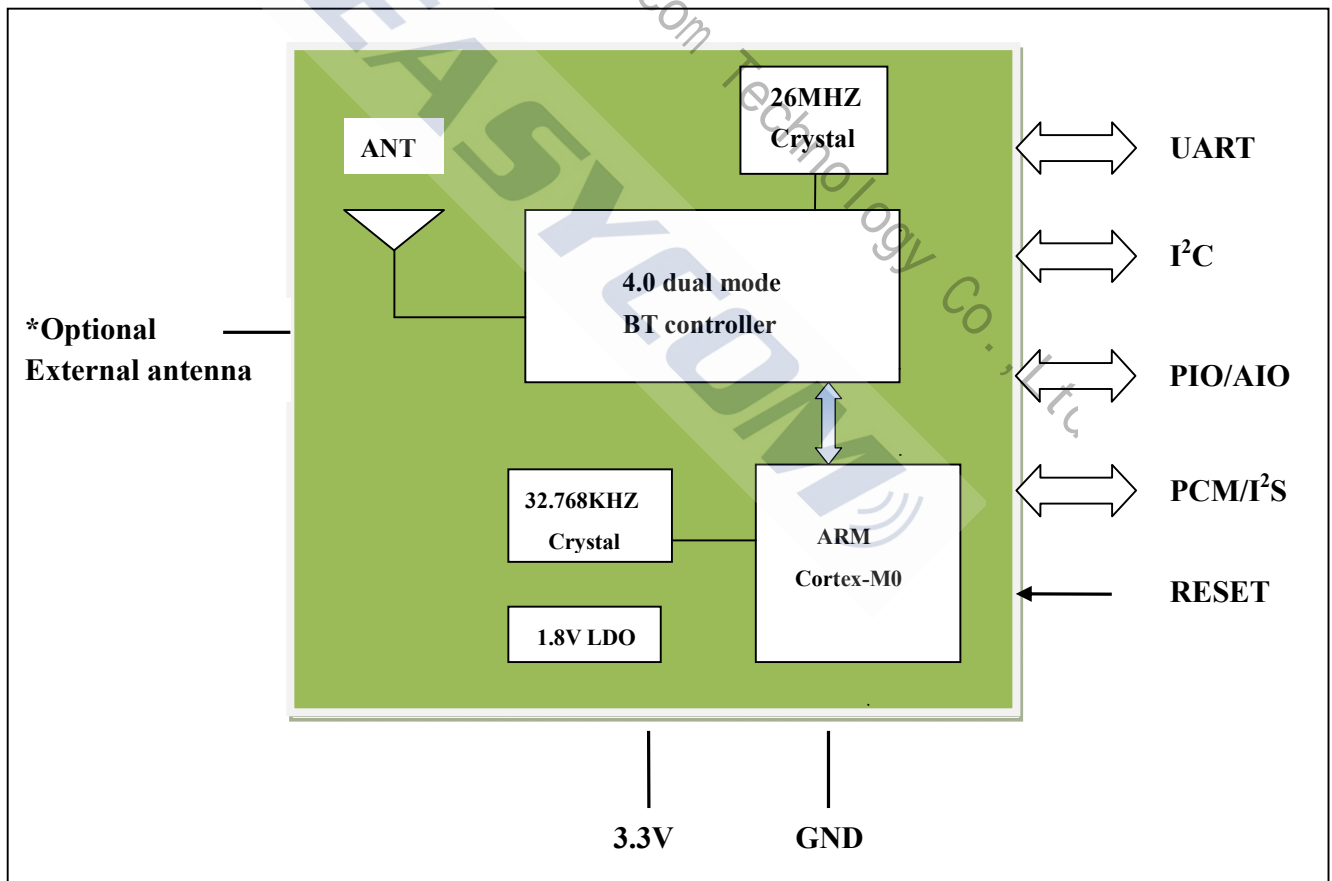 com Technology Co.,Ltd
EASYCOM
26MHZ
Crystal
ANT
UART
I²C
4.0 dual mode
BT controller
*Optional
External antenna
PIO/AIO
PCM/I²S
32.768KHZ
Crystal
ARM
Cortex-M0
RESET
1.8V LDO
3.3V
GND